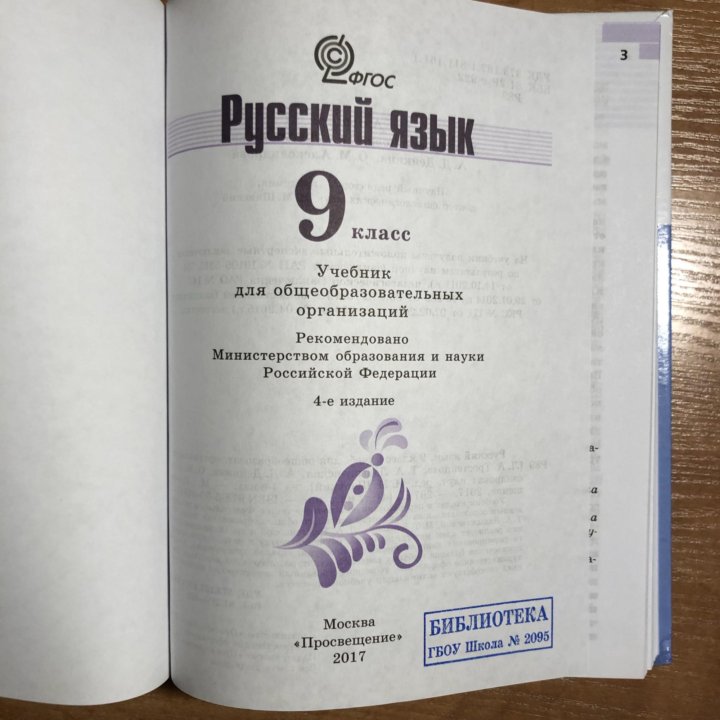 3
ФГОС
Русский язык
9 класс
Учебник
для общеобразовательных
организаций
Рекомендовано
Министерством образования и науки
Российской Федерации
4-е издание
Москва
«Просвещение»
2017
БИБЛИОТЕКА
ГБОУ Школа № 2095